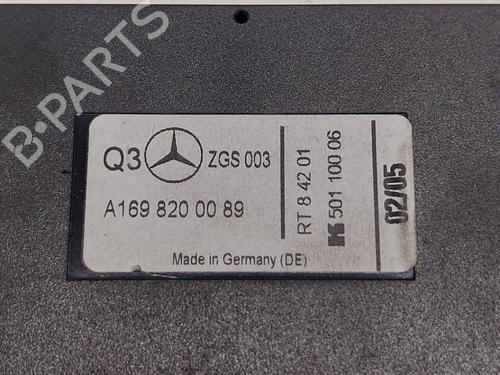 B-PARTS
Q3 ZGS 003
A169 820 00 89
Made in Germany (DE)
RT 8 42 01
K 501 100 06
02/05